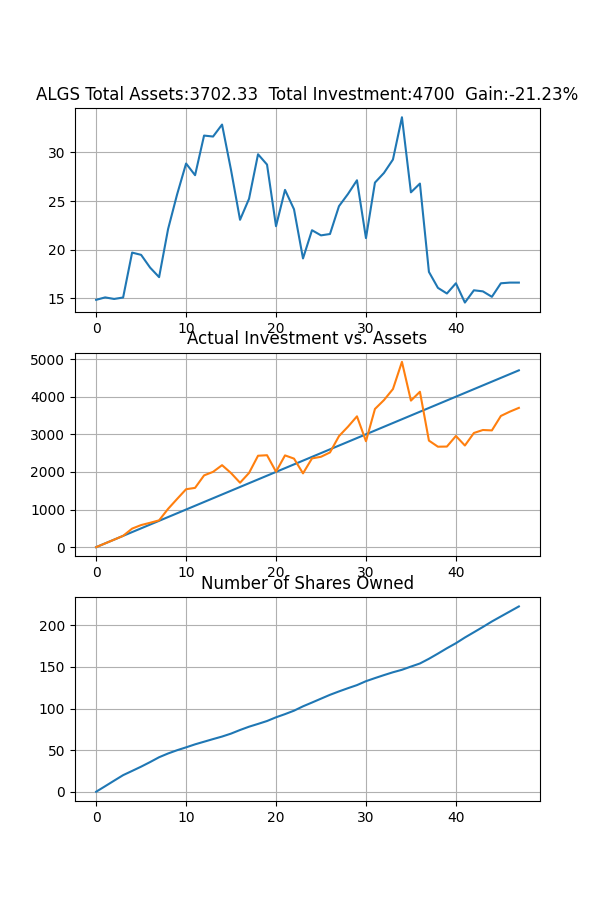 ALGS Total Assets:3702.33  Total Investment:4700  Gain:-21.23%
30
25
20
15
0 10 20 30 40
Actual Investment vs. Assets
5000
4000
3000
2000
1000
0
0 10 20 30 40
Number of Shares Owned
200
150
100
50
0
0 10 20 30 40